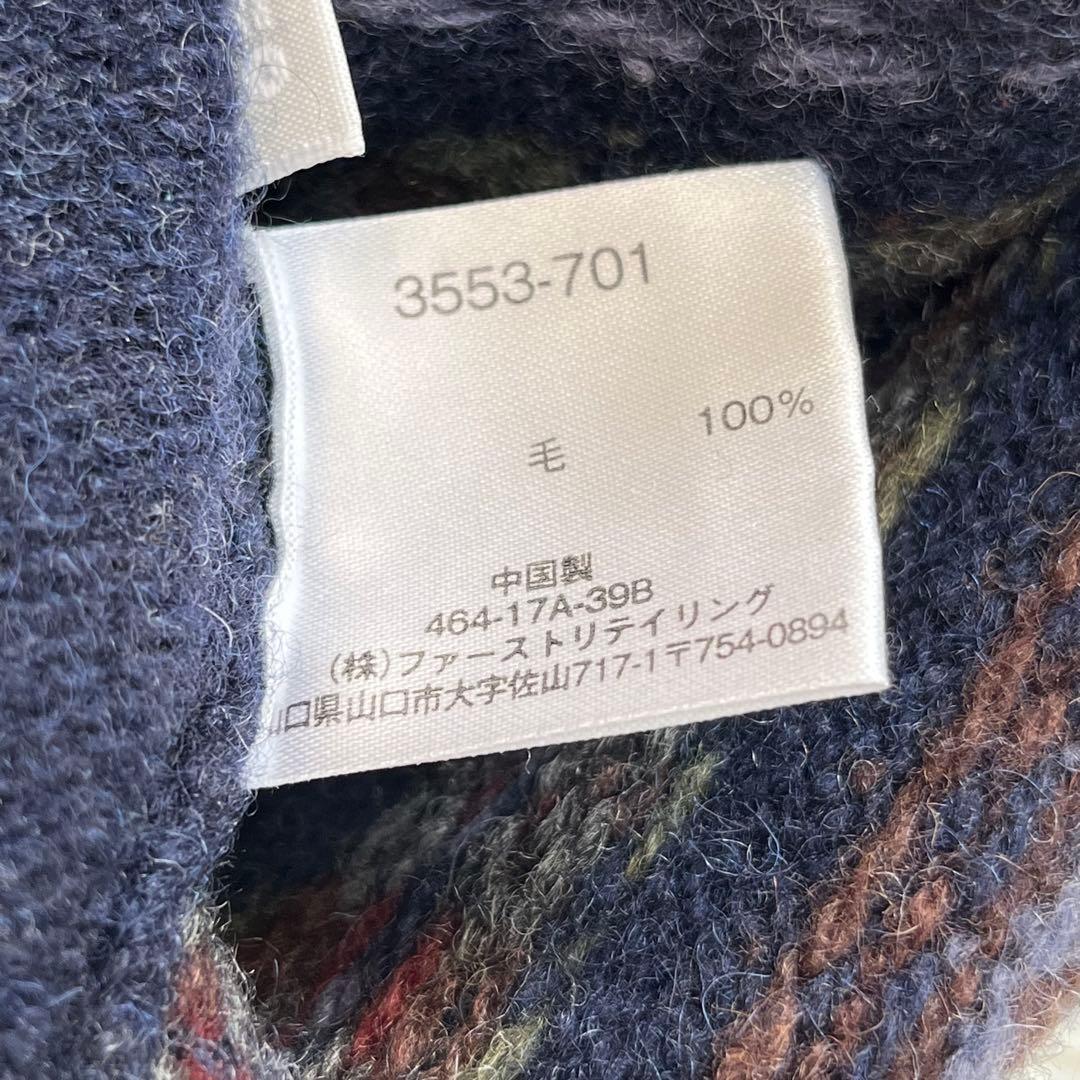 3553-701
毛 100%
中国製
464-17A-39B
(株)ファーストリテイリング
山口県山口市大字佐山717-1〒754-0894